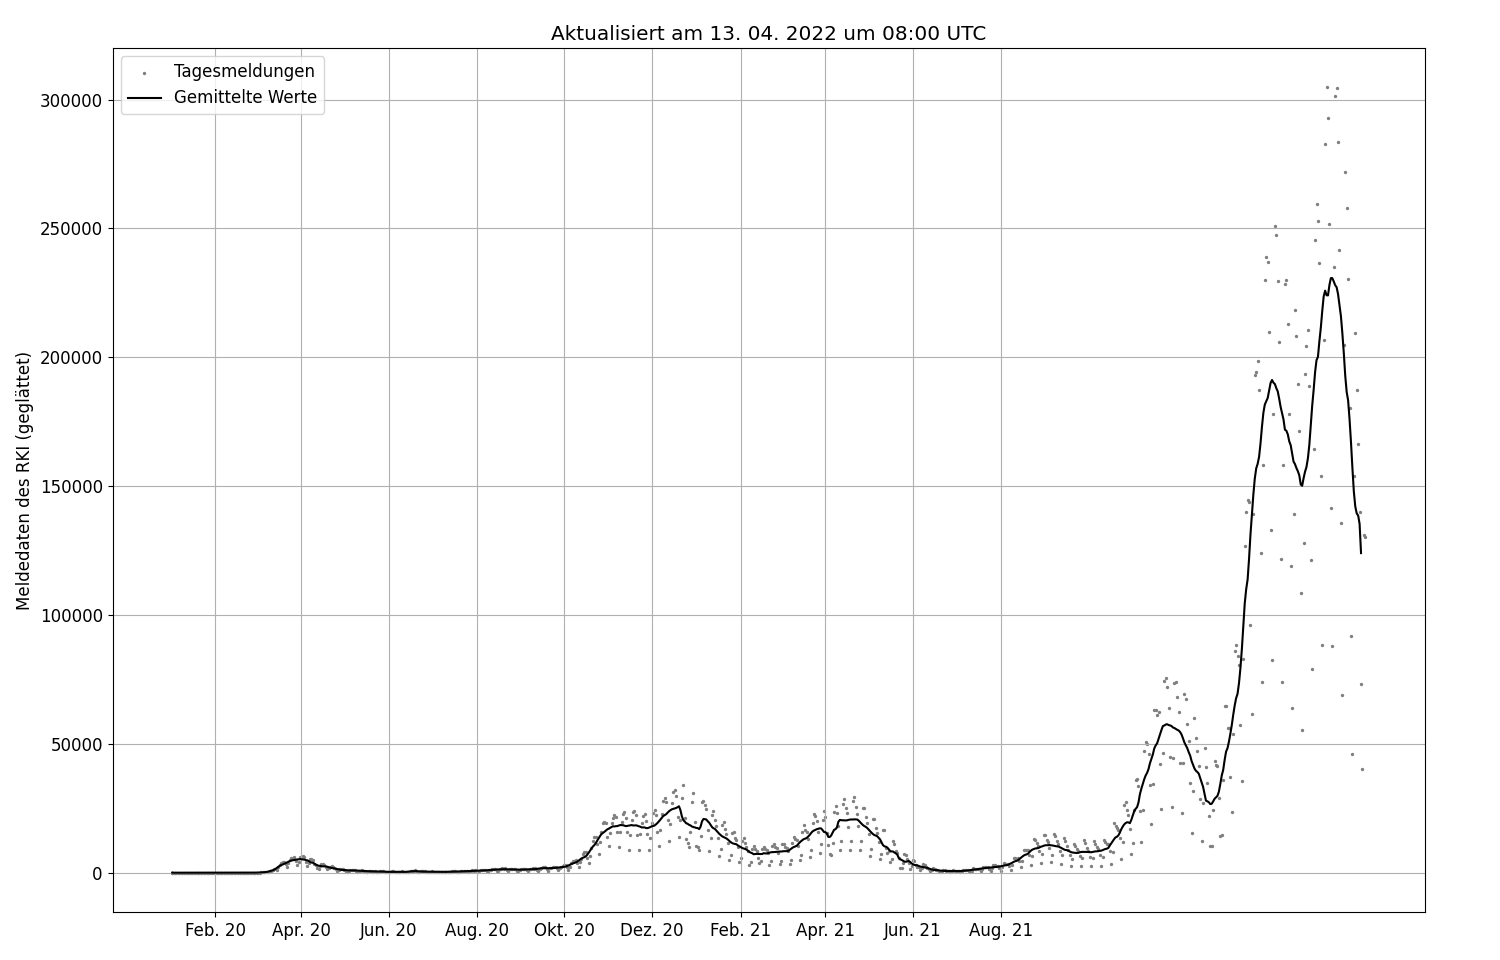 Aktualisiert am 13. 04. 2022 um 08:00 UTC
Tagesmeldungen
Gemittelte Werte
Meldedaten des RKI (geglättet)
300000
250000
200000
150000
100000
50000
0
Feb. 20 Apr. 20 Jun. 20 Aug. 20 Okt. 20 Dez. 20 Feb. 21 Apr. 21 Jun. 21 Aug. 21